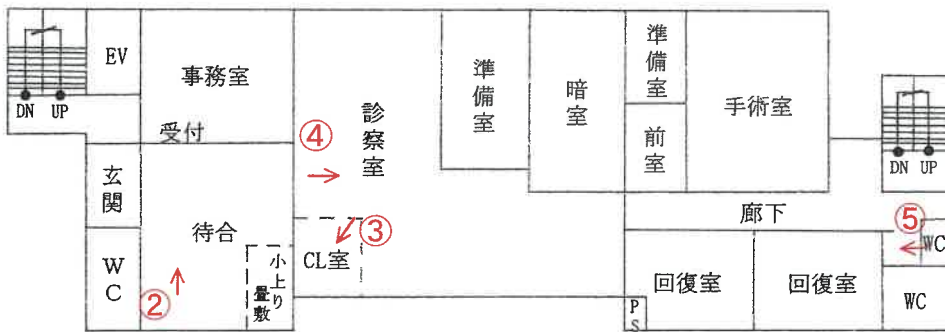 EV
事務室
DN UP
受付
玄関
WC
待合
小上り
畳敷
②
④
診察室
③
CL室
準備室
暗室
準備室
前室
手術室
DN UP
廊下
⑤
WC
回復室
回復室
WC
PS